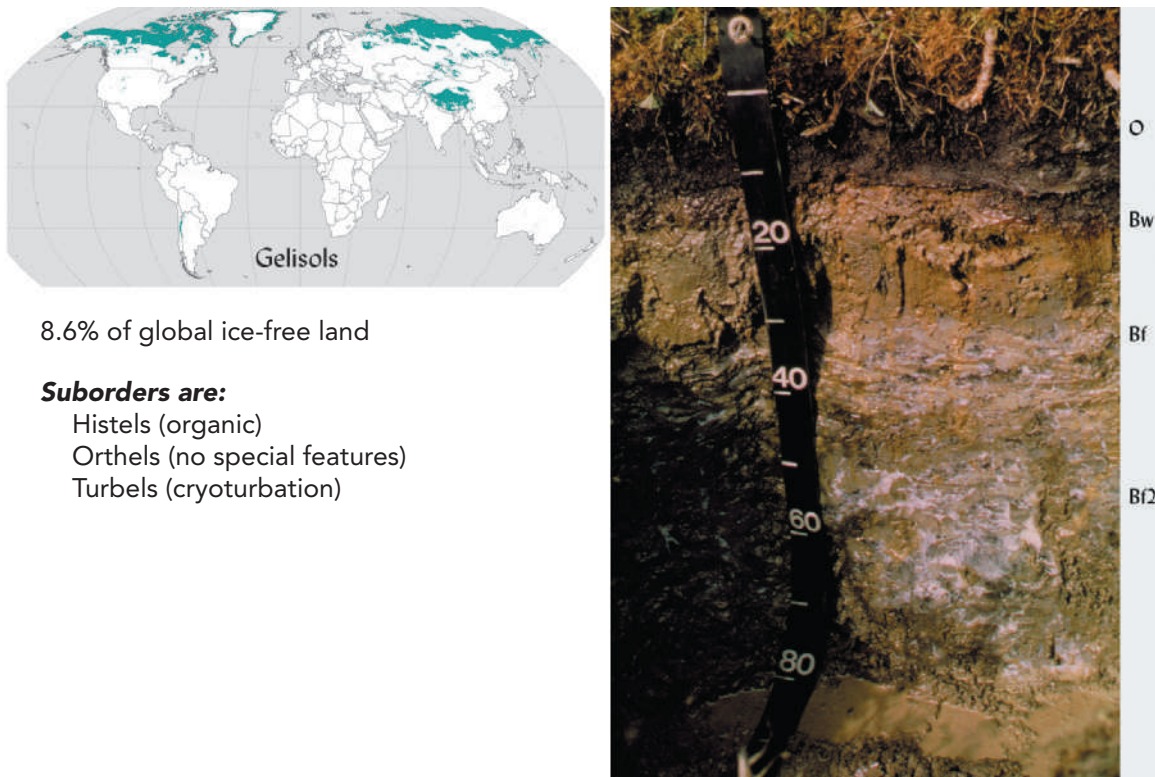 Gelisols
8.6% of global ice-free land
Suborders are:
Histels (organic)
Orthels (no special features)
Turbels (cryoturbation)
0
20
40
60
80
O
Bw
Bf
Bf2